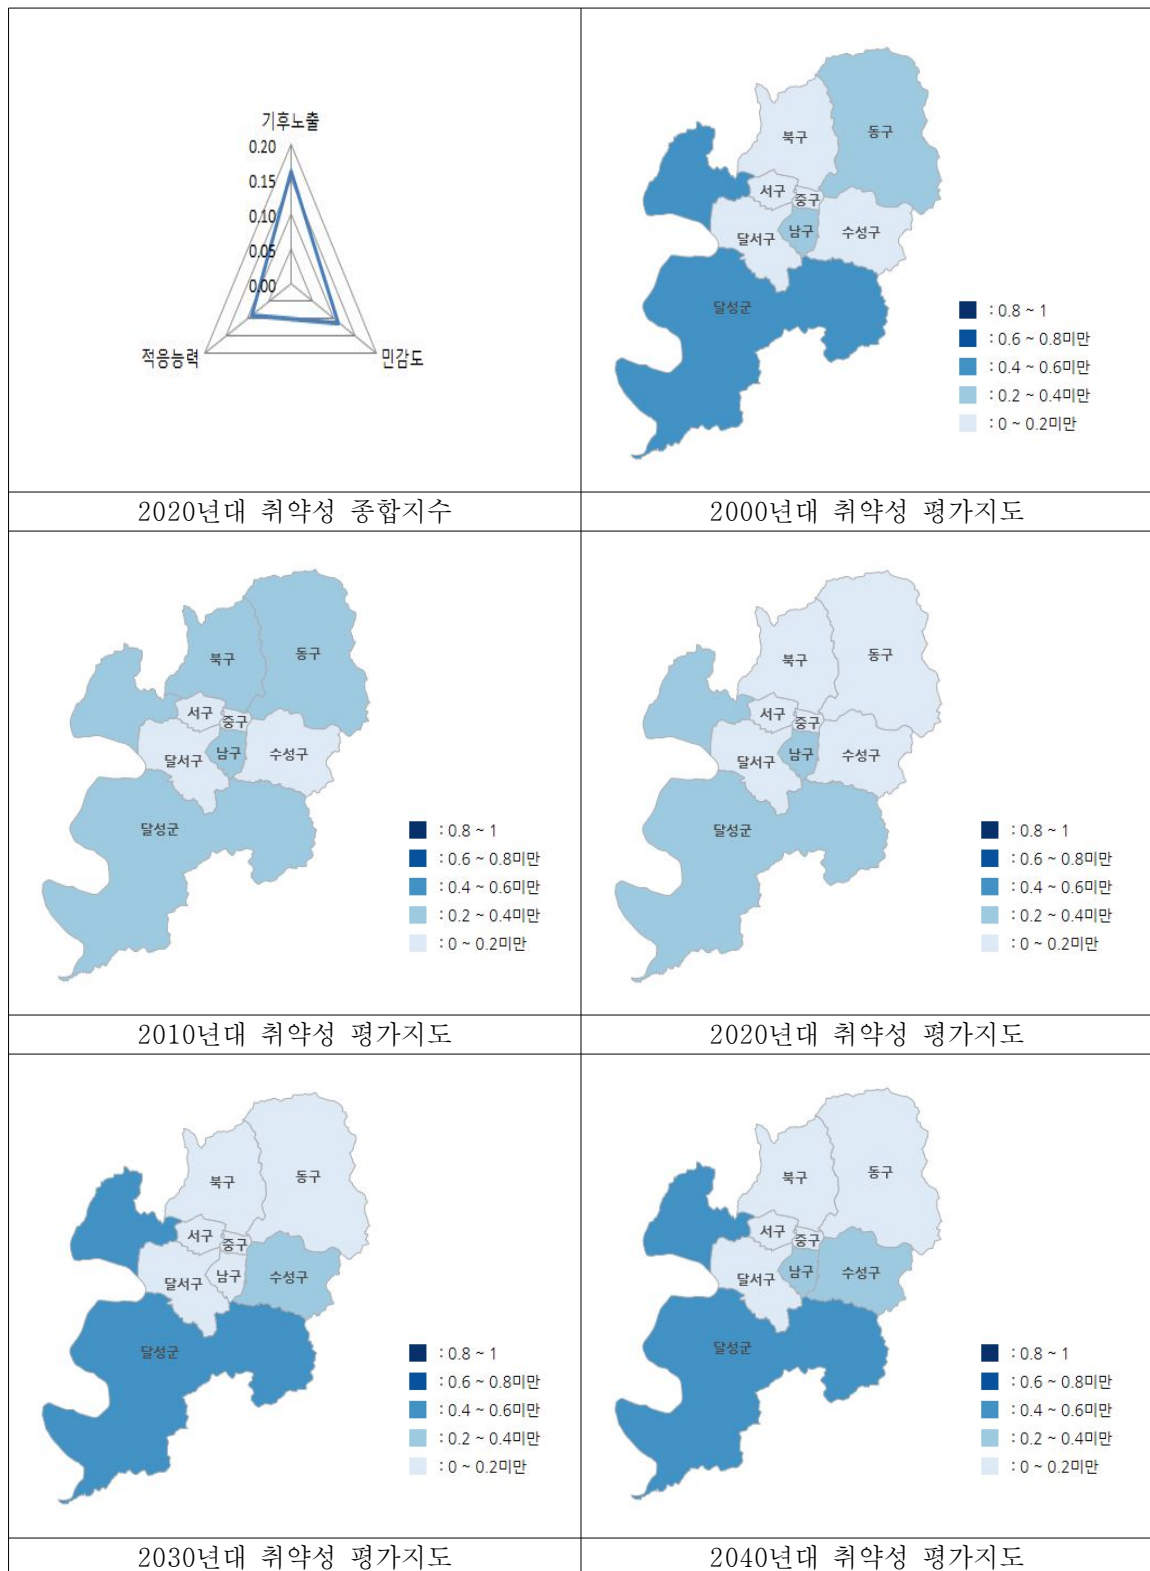 기후노출
0.20
0.15
0.10
0.05
0.00
적응능력
민감도
북구
동구
서구
중구
달서구
남구
수성구
달성군
: 0.8 ~ 1
: 0.6 ~ 0.8미만
: 0.4 ~ 0.6미만
: 0.2 ~ 0.4미만
: 0 ~ 0.2미만
2020년대 취약성 종합지수
2000년대 취약성 평가지도
북구
동구
서구
중구
달서구
남구
수성구
달성군
: 0.8 ~ 1
: 0.6 ~ 0.8미만
: 0.4 ~ 0.6미만
: 0.2 ~ 0.4미만
: 0 ~ 0.2미만
북구
동구
서구
중구
달서구
남구
수성구
달성군
: 0.8 ~ 1
: 0.6 ~ 0.8미만
: 0.4 ~ 0.6미만
: 0.2 ~ 0.4미만
: 0 ~ 0.2미만
2010년대 취약성 평가지도
2020년대 취약성 평가지도
북구
동구
서구
중구
달서구
남구
수성구
달성군
: 0.8 ~ 1
: 0.6 ~ 0.8미만
: 0.4 ~ 0.6미만
: 0.2 ~ 0.4미만
: 0 ~ 0.2미만
북구
동구
서구
중구
달서구
남구
수성구
달성군
: 0.8 ~ 1
: 0.6 ~ 0.8미만
: 0.4 ~ 0.6미만
: 0.2 ~ 0.4미만
: 0 ~ 0.2미만
2030년대 취약성 평가지도
2040년대 취약성 평가지도